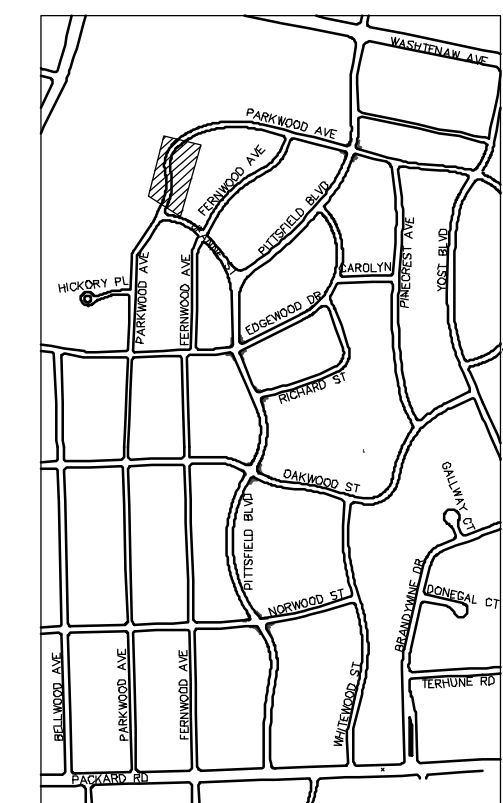 WASHTENAW AVE
PARKWOOD AVE
FERNWOOD AVE
PITTSFIELD BLVD
PINECREST AVE
YOST BLVD
CAROLYN
HICKORY PL
PARKWOOD AVE
FERNWOOD AVE
EDGEWOOD DR
RICHARD ST
DAKWOOD ST
GALLWAY CT
PITTSFIELD BLVD
BRANDYWINE DR
DONEGAL CT
NORWOOD ST
BELLWOOD AVE
PARKWOOD AVE
FERNWOOD AVE
WHITEWOOD ST
TERHUNE RD
PACKARD RD